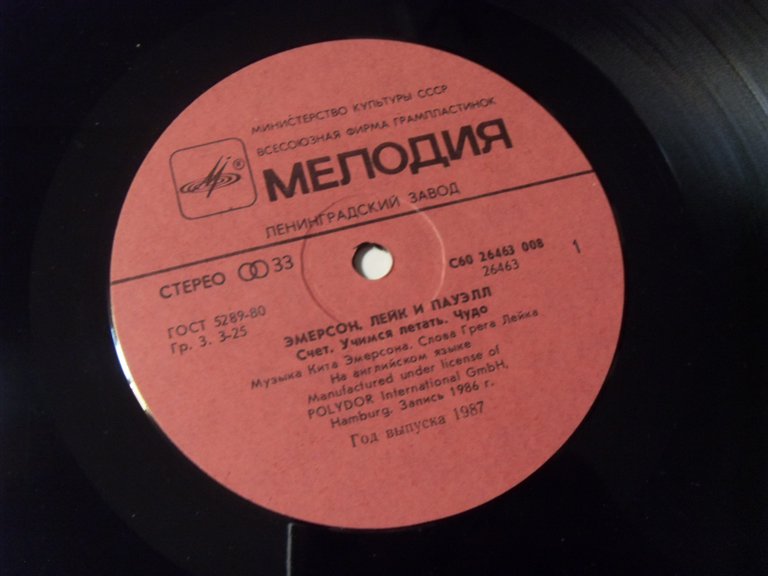 МИНИСТЕРСТВО КУЛЬТУРЫ СССР
ВСЕСОЮЗНАЯ ФИРМА ГРАМПЛАСТИНОК
®
МЕЛОДИЯ
ЛЕНИНГРАДСКИЙ ЗАВОД
СТЕРЕО 33
С60 26463 008
26463
1
ГОСТ 5289-80
Гр. 3. 3-25
ЭМЕРСОН, ЛЕЙК И ПАУЭЛЛ
Счет. Учимся летать. Чудо
Музыка Кита Эмерсона. Слова Грега Лейка
На английском языке
Manufactured under license of
POLYDOR International GmbH,
Hamburg. Запись 1986 г.
Год выпуска 1987